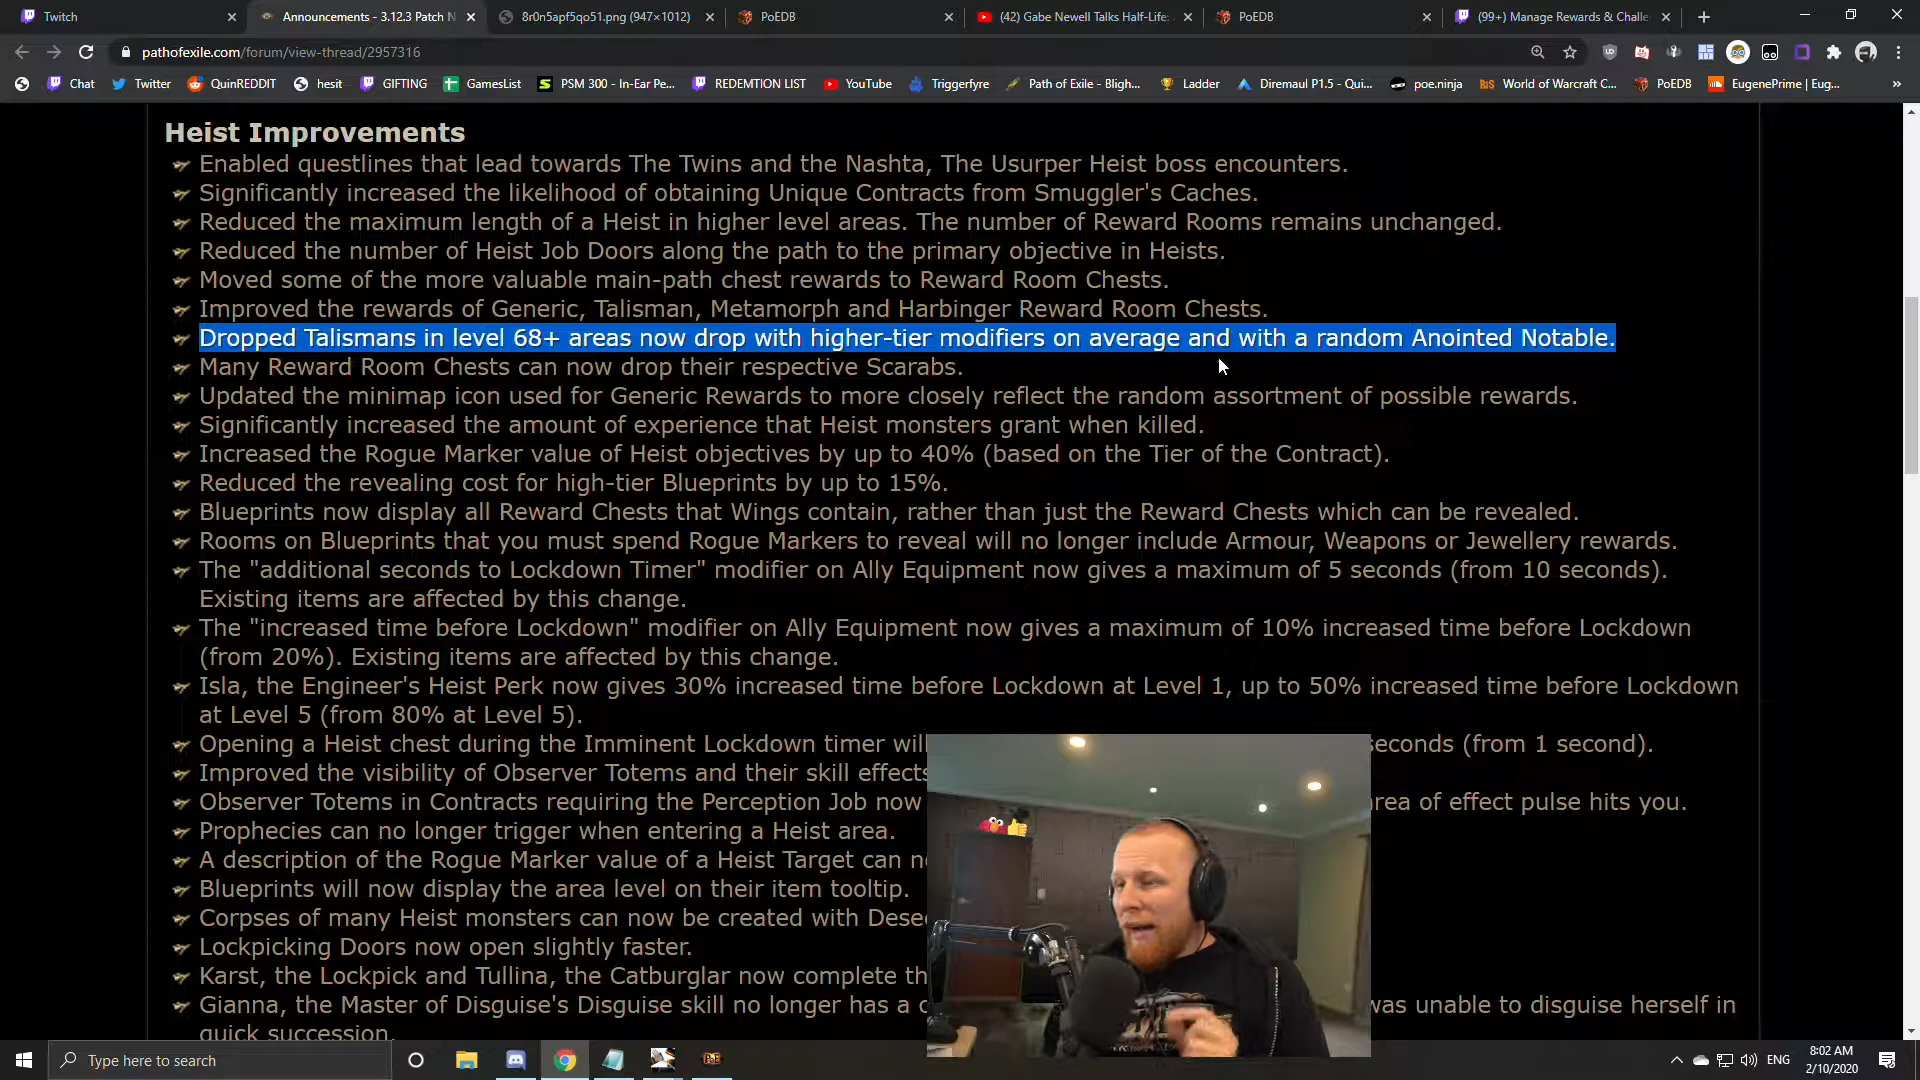 Twitch
Announcements - 3.12.3 Patch N
8r0n5apf5qo51.png (947×1012)
PoEDB
(42) Gabe Newell Talks Half-Life:
PoEDB
(99+) Manage Rewards & Challe
pathofexile.com/forum/view-thread/2957316
Chat
Twitter
QuinREDDIT
hesit
GIFTING
GamesList
PSM 300 - In-Ear Pe...
REDEMTION LIST
YouTube
Triggerfyre
Path of Exile - Bligh...
Ladder
Diremaul P1.5 - Qui...
poe.ninja
World of Warcraft C...
PoEDB
EugenePrime | Eug...
Heist Improvements
Enabled questlines that lead towards The Twins and the Nashta, The Usurper Heist boss encounters.
Significantly increased the likelihood of obtaining Unique Contracts from Smuggler's Caches.
Reduced the maximum length of a Heist in higher level areas. The number of Reward Rooms remains unchanged.
Reduced the number of Heist Job Doors along the path to the primary objective in Heists.
Moved some of the more valuable main-path chest rewards to Reward Room Chests.
Improved the rewards of Generic, Talisman, Metamorph and Harbinger Reward Room Chests.
Dropped Talismans in level 68+ areas now drop with higher-tier modifiers on average and with a random Anointed Notable.
Many Reward Room Chests can now drop their respective Scarabs.
Updated the minimap icon used for Generic Rewards to more closely reflect the random assortment of possible rewards.
Significantly increased the amount of experience that Heist monsters grant when killed.
Increased the Rogue Marker value of Heist objectives by up to 40% (based on the Tier of the Contract).
Reduced the revealing cost for high-tier Blueprints by up to 15%.
Blueprints now display all Reward Chests that Wings contain, rather than just the Reward Chests which can be revealed.
Rooms on Blueprints that you must spend Rogue Markers to reveal will no longer include Armour, Weapons or Jewellery rewards.
The "additional seconds to Lockdown Timer" modifier on Ally Equipment now gives a maximum of 5 seconds (from 10 seconds).
Existing items are affected by this change.
The "increased time before Lockdown" modifier on Ally Equipment now gives a maximum of 10% increased time before Lockdown
(from 20%). Existing items are affected by this change.
Isla, the Engineer's Heist Perk now gives 30% increased time before Lockdown at Level 1, up to 50% increased time before Lockdown
at Level 5 (from 80% at Level 5).
Opening a Heist chest during the Imminent Lockdown timer wil seconds (from 1 second).
Improved the visibility of Observer Totems and their skill effects
Observer Totems in Contracts requiring the Perception Job now area of effect pulse hits you.
Prophecies can no longer trigger when entering a Heist area.
A description of the Rogue Marker value of a Heist Target can n
Blueprints will now display the area level on their item tooltip.
Corpses of many Heist monsters can now be created with Dese
Lockpicking Doors now open slightly faster.
Karst, the Lockpick and Tullina, the Catburglar now complete th
Gianna, the Master of Disguise's Disguise skill no longer has a c was unable to disguise herself in
quick succession.
Type here to search
ENG
8:02 AM
2/10/2020